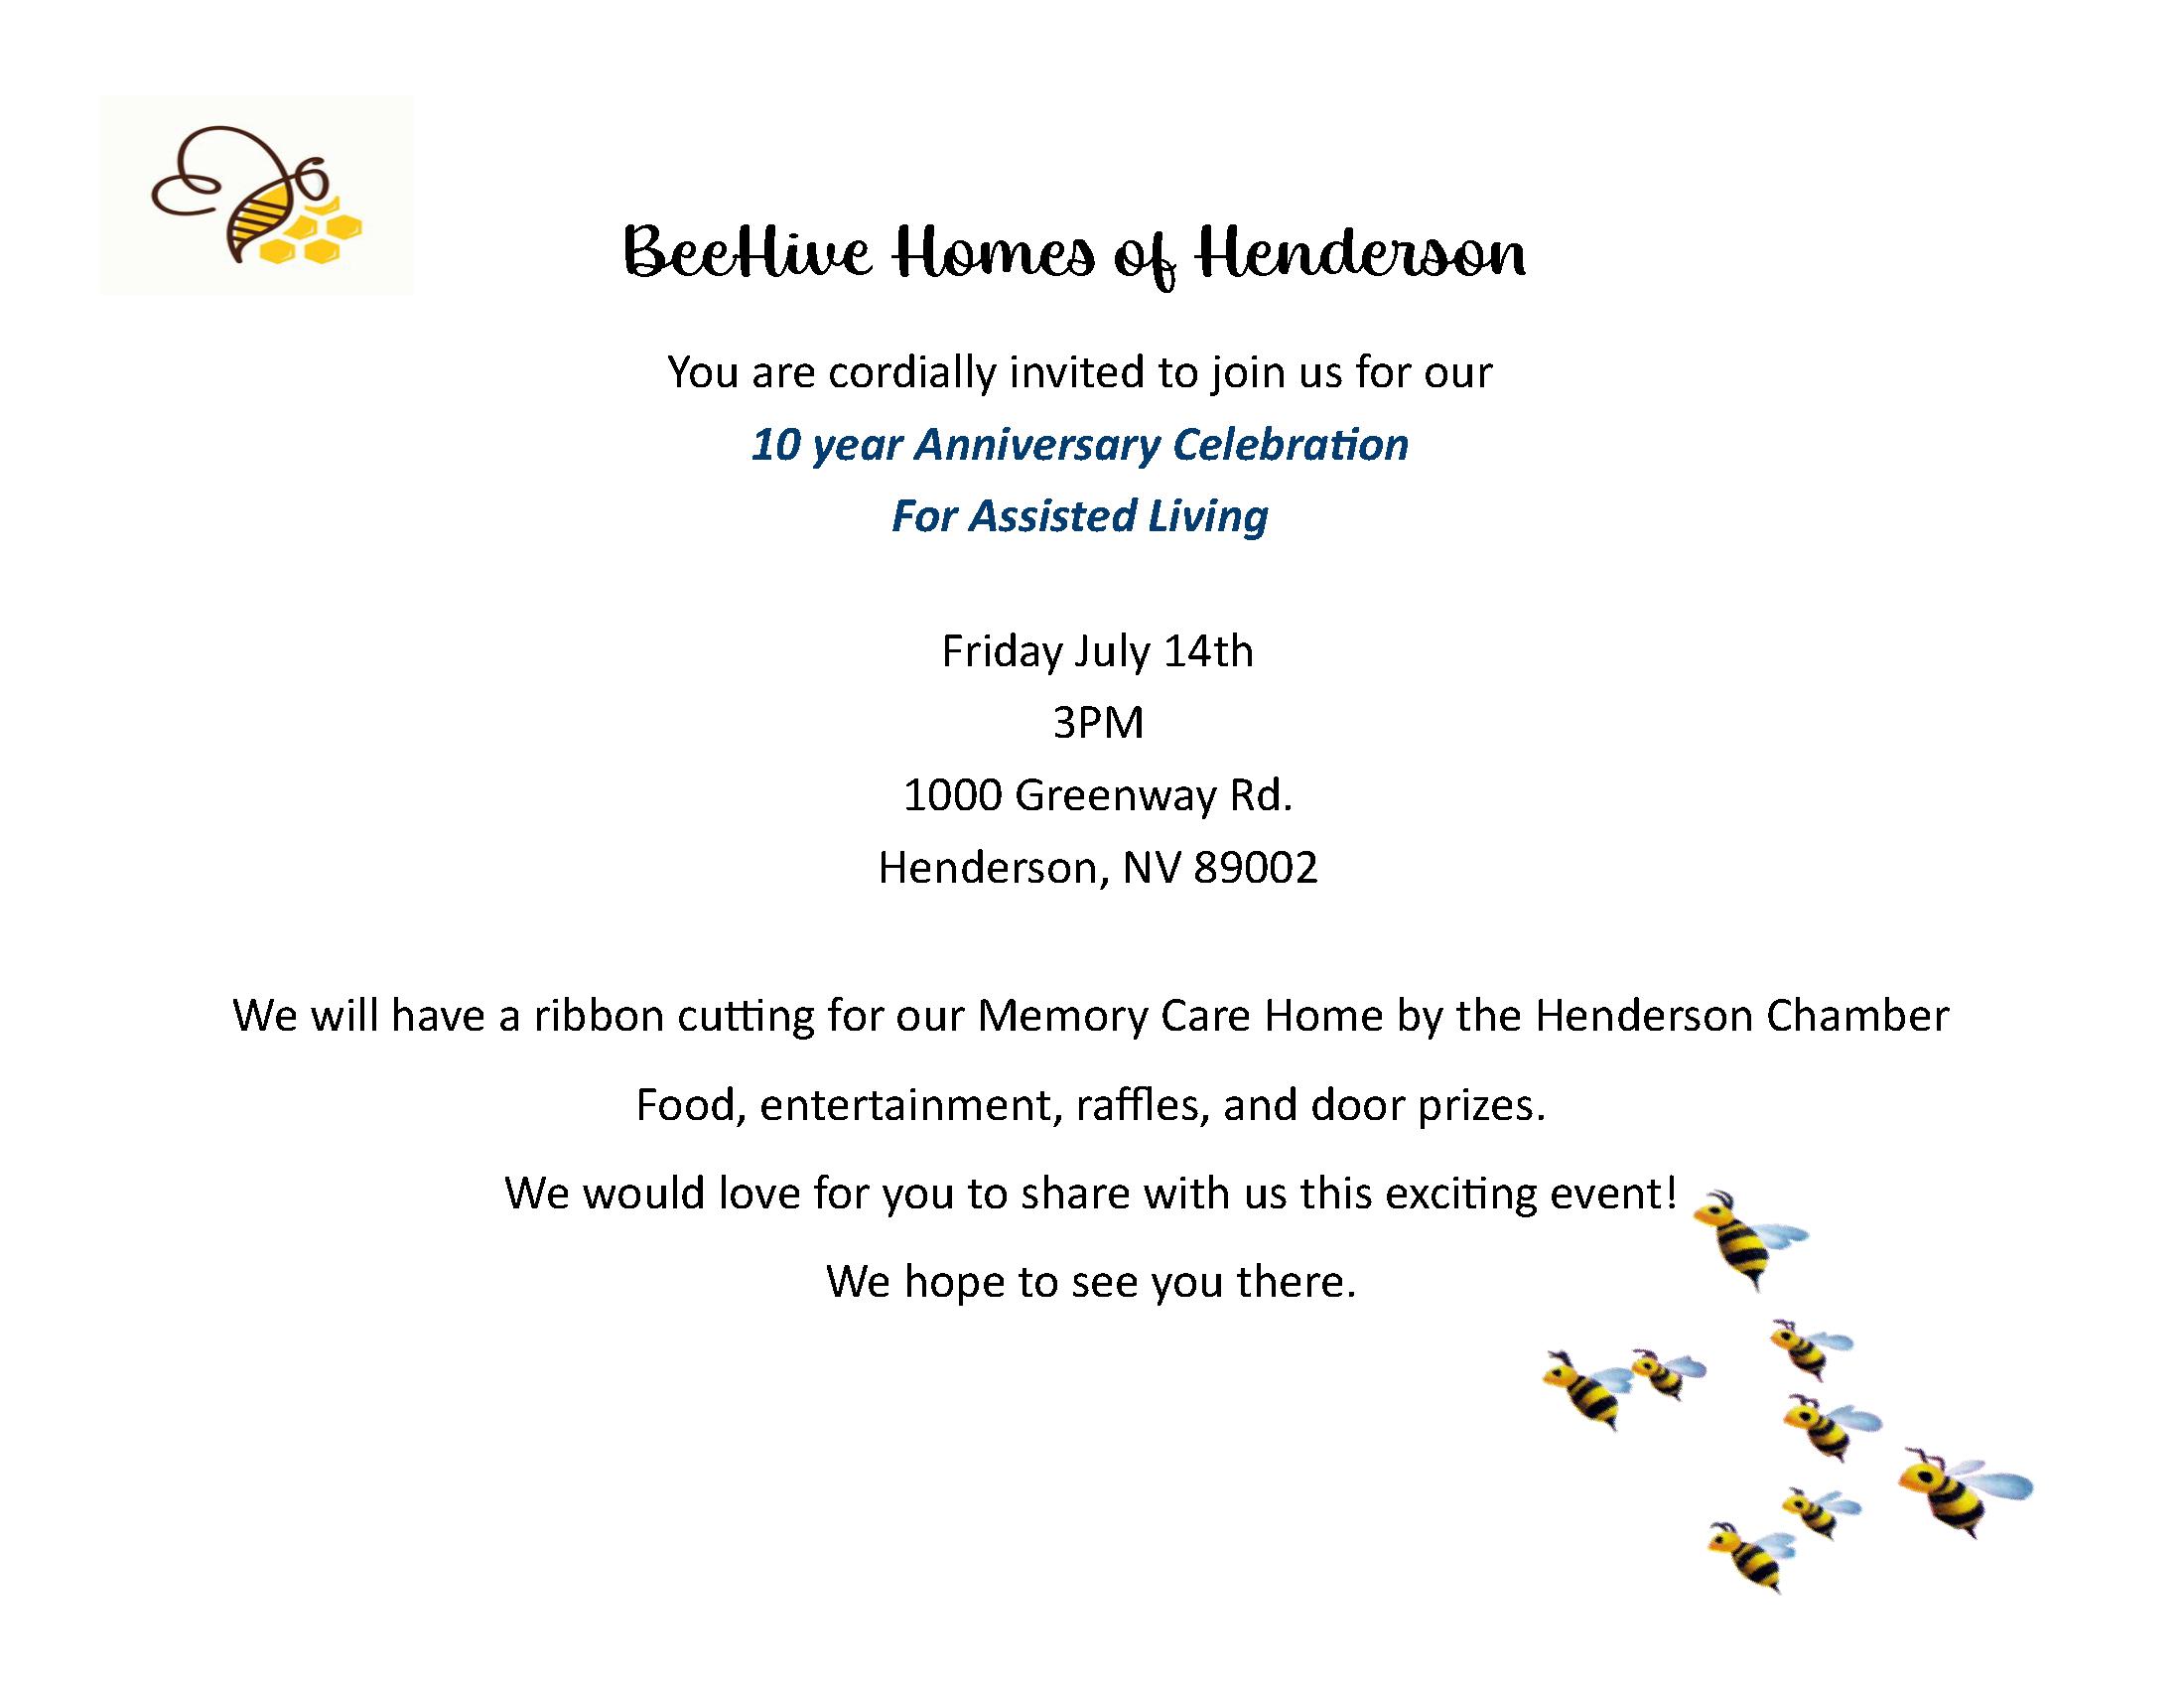 BeeHive Homes of Henderson
You are cordially invited to join us for our
10 year Anniversary Celebration
For Assisted Living
Friday July 14th
3PM
1000 Greenway Rd.
Henderson, NV 89002
We will have a ribbon cutting for our Memory Care Home by the Henderson Chamber
Food, entertainment, raffles, and door prizes.
We would love for you to share with us this exciting event!
We hope to see you there.